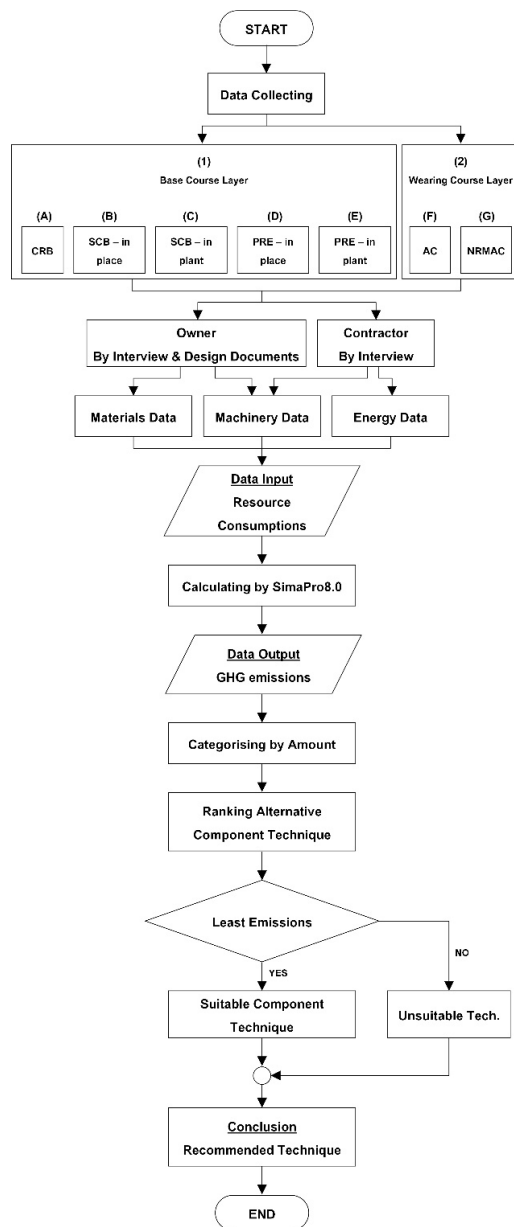 START
Data Collecting
(1)
Base Course Layer
(2)
Wearing Course Layer
(A)
(B)
(C)
(D)
(E)
(F)
(G)
CRB
SCB – in
place
SCB – in
plant
PRE – in
place
PRE – in
plant
AC
NRMAC
Owner
By Interview & Design Documents
Contractor
By Interview
Materials Data
Machinery Data
Energy Data
Data Input
Resource
Consumptions
Calculating by SimaPro8.0
Data Output
GHG emissions
Categorising by Amount
Ranking Alternative
Component Technique
Least Emissions
NO
YES
Suitable Component
Technique
Unsuitable Tech.
Conclusion
Recommended Technique
END